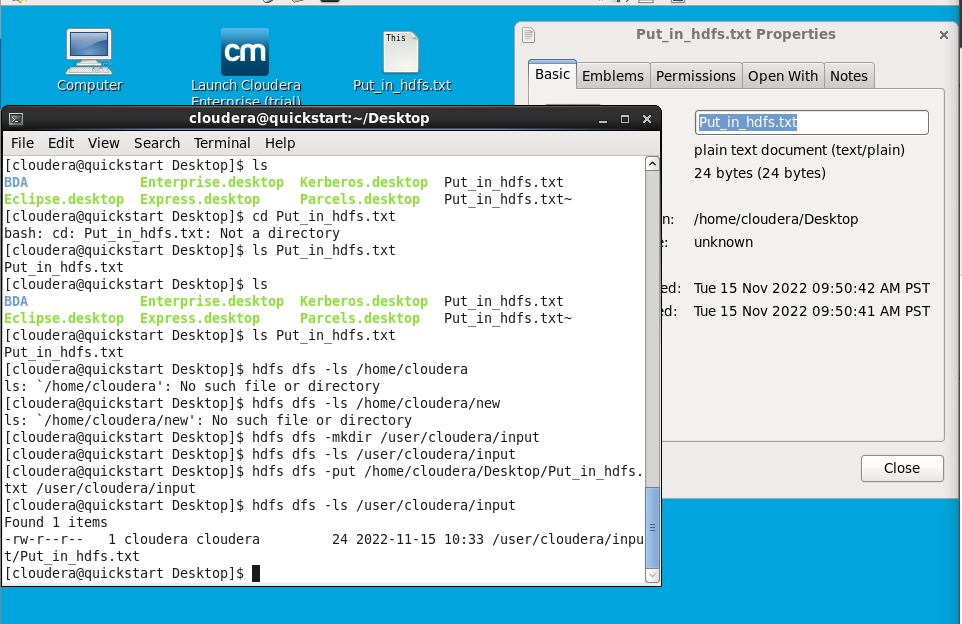 Computer
cm
Launch Cloudera
Enterprise (trial)
This
Put_in_hdfs.txt
Put_in_hdfs.txt Properties
Basic Emblems Permissions Open With Notes
Put_in_hdfs.txt
plain text document (text/plain)
24 bytes (24 bytes)
n: /home/cloudera/Desktop
e: unknown
ed: Tue 15 Nov 2022 09:50:42 AM PST
ed: Tue 15 Nov 2022 09:50:41 AM PST
Close
cloudera@quickstart:~/Desktop
File Edit View Search Terminal Help
[cloudera@quickstart Desktop]$ ls
BDA Enterprise.desktop Kerberos.desktop Put_in_hdfs.txt
Eclipse.desktop Express.desktop Parcels.desktop Put_in_hdfs.txt~
[cloudera@quickstart Desktop]$ cd Put_in_hdfs.txt
bash: cd: Put_in_hdfs.txt: Not a directory
[cloudera@quickstart Desktop]$ ls Put_in_hdfs.txt
Put_in_hdfs.txt
[cloudera@quickstart Desktop]$ ls
BDA Enterprise.desktop Kerberos.desktop Put_in_hdfs.txt
Eclipse.desktop Express.desktop Parcels.desktop Put_in_hdfs.txt~
[cloudera@quickstart Desktop]$ ls Put_in_hdfs.txt
Put_in_hdfs.txt
[cloudera@quickstart Desktop]$ hdfs dfs -ls /home/cloudera
ls: `/home/cloudera': No such file or directory
[cloudera@quickstart Desktop]$ hdfs dfs -ls /home/cloudera/new
ls: `/home/cloudera/new': No such file or directory
[cloudera@quickstart Desktop]$ hdfs dfs -mkdir /user/cloudera/input
[cloudera@quickstart Desktop]$ hdfs dfs -ls /user/cloudera/input
[cloudera@quickstart Desktop]$ hdfs dfs -put /home/cloudera/Desktop/Put_in_hdfs.
txt /user/cloudera/input
[cloudera@quickstart Desktop]$ hdfs dfs -ls /user/cloudera/input
Found 1 items
-rw-r--r-- 1 cloudera cloudera 24 2022-11-15 10:33 /user/cloudera/inpu
t/Put_in_hdfs.txt
[cloudera@quickstart Desktop]$